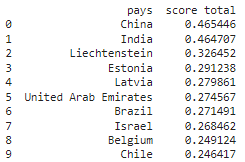 pays score total
0 China 0.465446
1 India 0.464707
2 Liechtenstein 0.326452
3 Estonia 0.291238
4 Latvia 0.279861
5 United Arab Emirates 0.274567
6 Brazil 0.271491
7 Israel 0.268462
8 Belgium 0.249124
9 Chile 0.246417